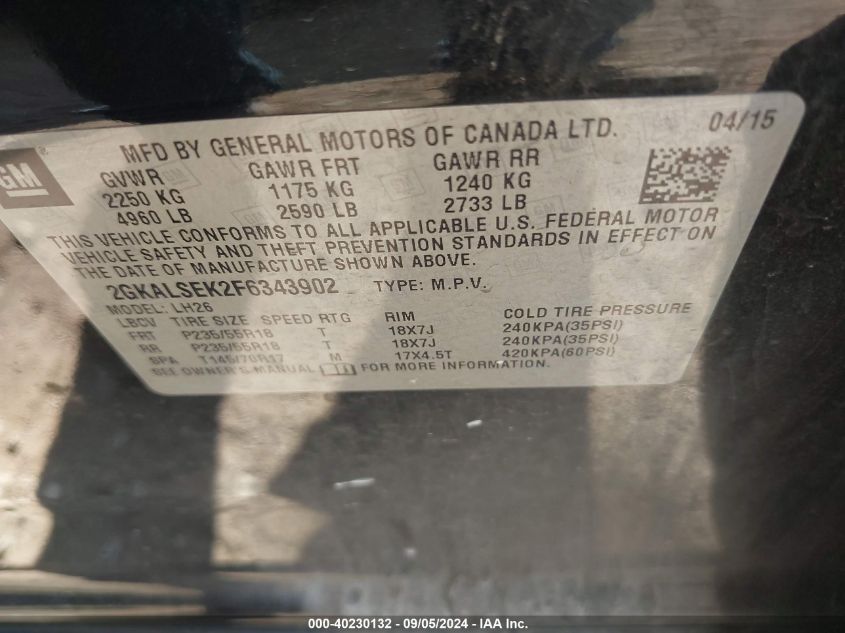 GM ®
MFD BY GENERAL MOTORS OF CANADA LTD. 04/15
GVWR GAWR FRT GAWR RR
2250 KG 1175 KG 1240 KG
4960 LB 2590 LB 2733 LB
THIS VEHICLE CONFORMS TO ALL APPLICABLE U.S. FEDERAL MOTOR
VEHICLE SAFETY AND THEFT PREVENTION STANDARDS IN EFFECT ON
THE DATE OF MANUFACTURE SHOWN ABOVE.
2GKALSEK2F6343902 TYPE: M.P.V.
MODEL: LH26
LBCV TIRE SIZE SPEED RTG RIM COLD TIRE PRESSURE
FRT P235/55R18 T 18X7J 240KPA(35PSI)
RR P235/55R18 T 18X7J 240KPA(35PSI)
SPA T145/70R17 M 17X4.5T 420KPA(60PSI)
SEE OWNER'S MANUAL FOR MORE INFORMATION.
000-40230132 - 09/05/2024 - IAA Inc.